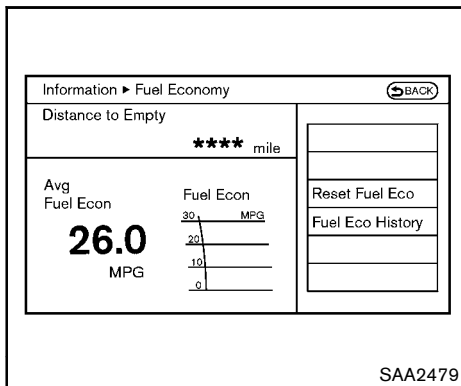 Information ▶ Fuel Economy
BACK
Distance to Empty
**** mile
Avg
Fuel Econ
26.0
MPG
Fuel Econ
30 MPG
20
10
0
Reset Fuel Eco
Fuel Eco History
SAA2479